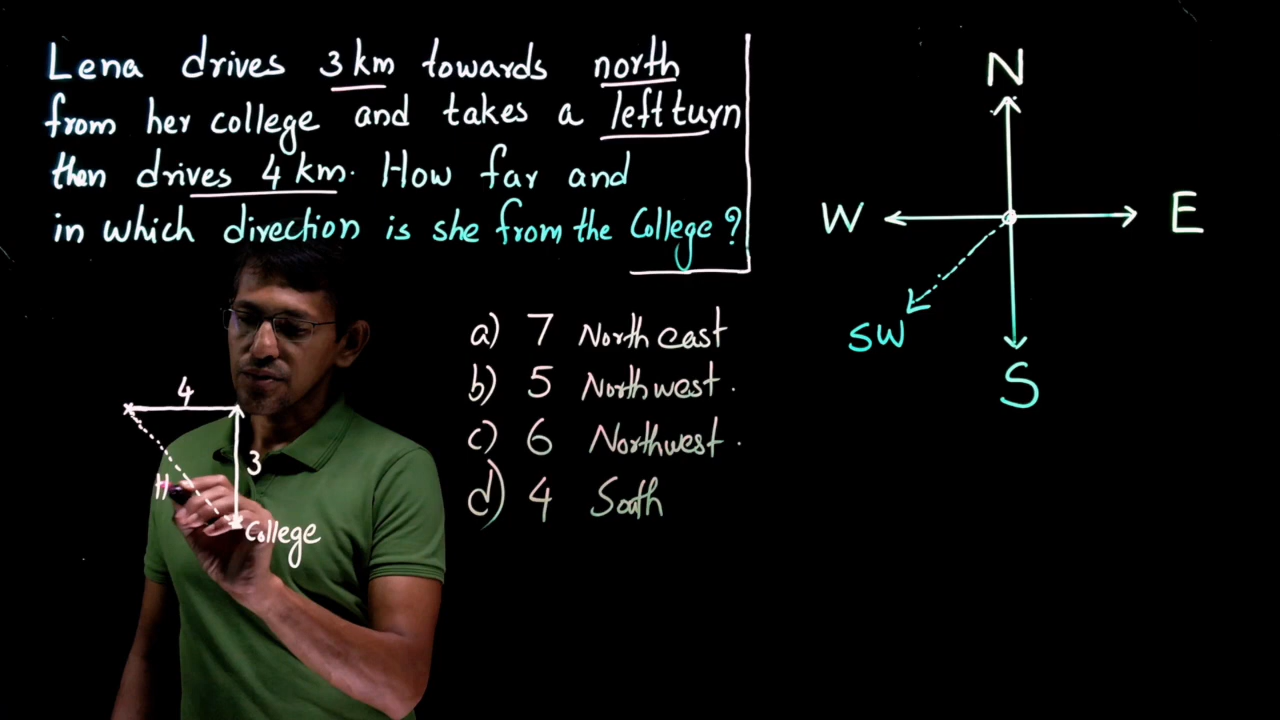 Lena drives 3 km towards north
from her college and takes a left turn
then drives 4 km. How far and
in which direction is she from the College ?
a) 7 North east
b) 5 Northwest.
c) 6 Northwest.
d) 4 South
4
3
H
College
N
W
E
SW
S